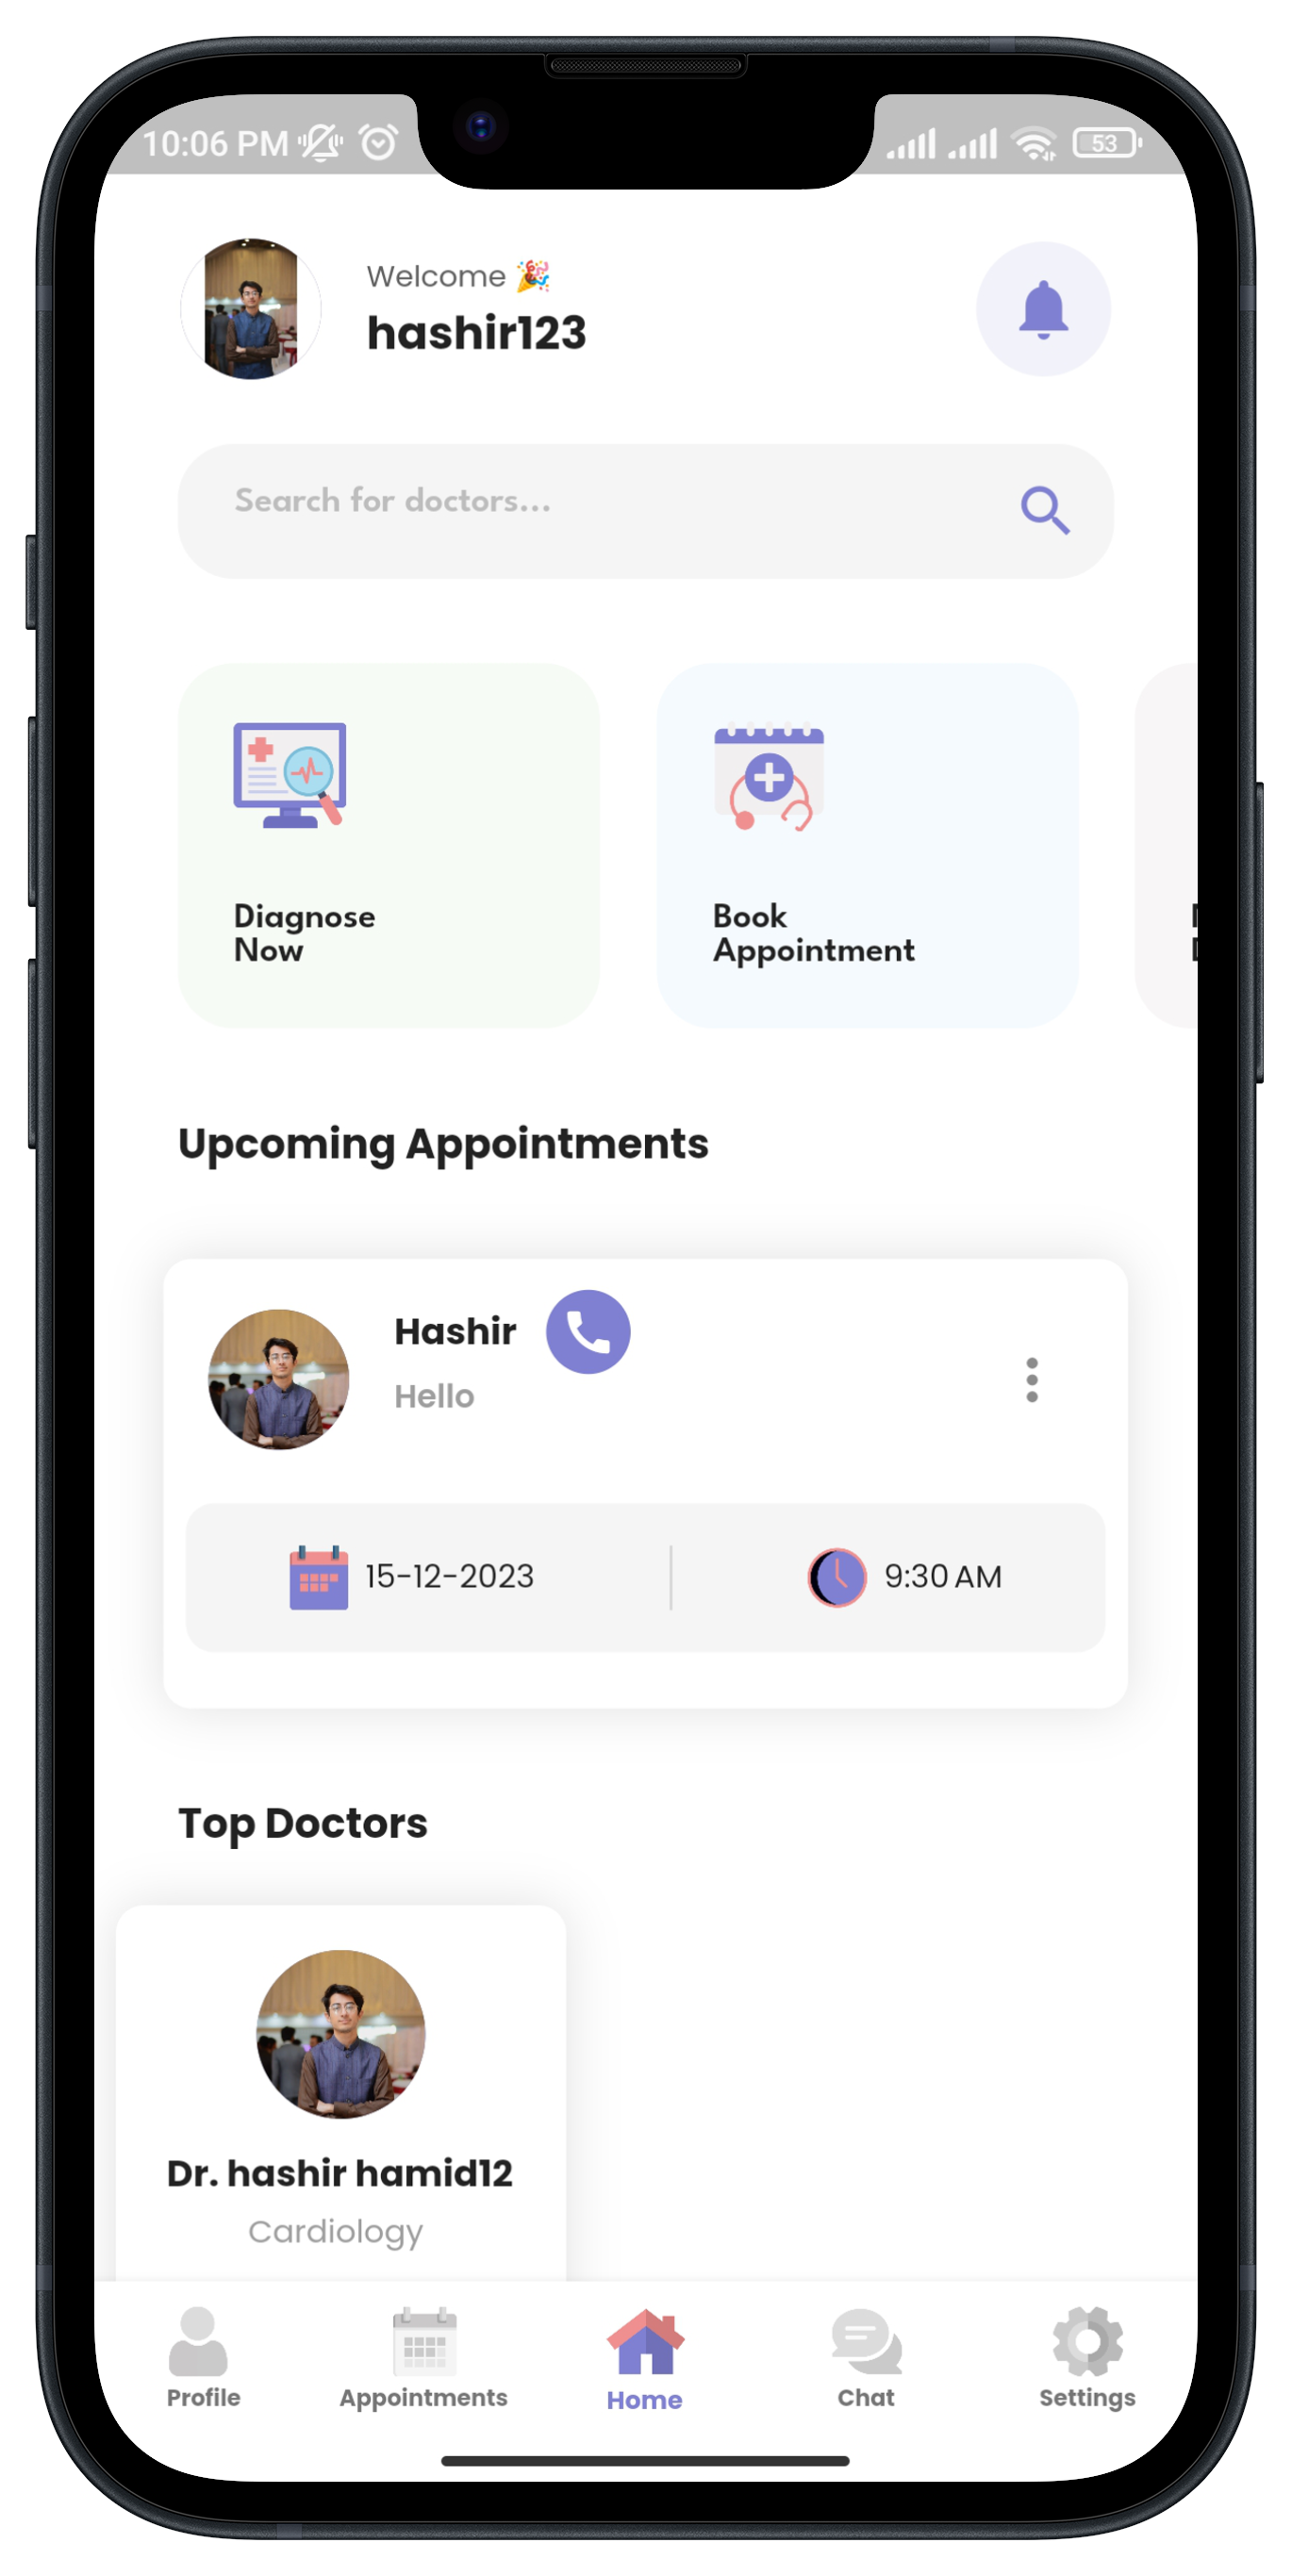 10:06 PM
53
Welcome 🎉
hashir123
Search for doctors...
Diagnose
Now
Book
Appointment
Upcoming Appointments
Hashir
Hello
15-12-2023
9:30 AM
Top Doctors
Dr. hashir hamid12
Cardiology
Profile
Appointments
Home
Chat
Settings